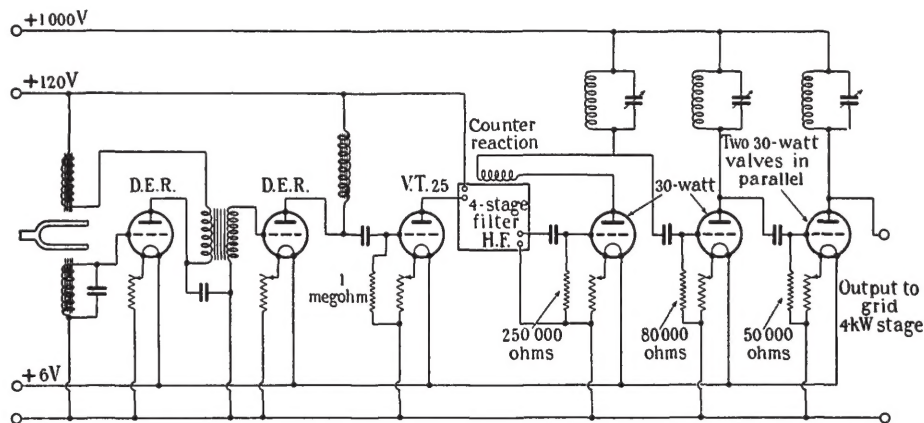 +1000V
+120V
Counter
reaction
Two 30-watt
valves in
parallel
D.E.R.
D.E.R.
V.T. 25
4-stage
filter
H.F.
30-watt
1
megohm
250 000
ohms
80 000
ohms
50 000
ohms
Output to
grid
4kW stage
+6V